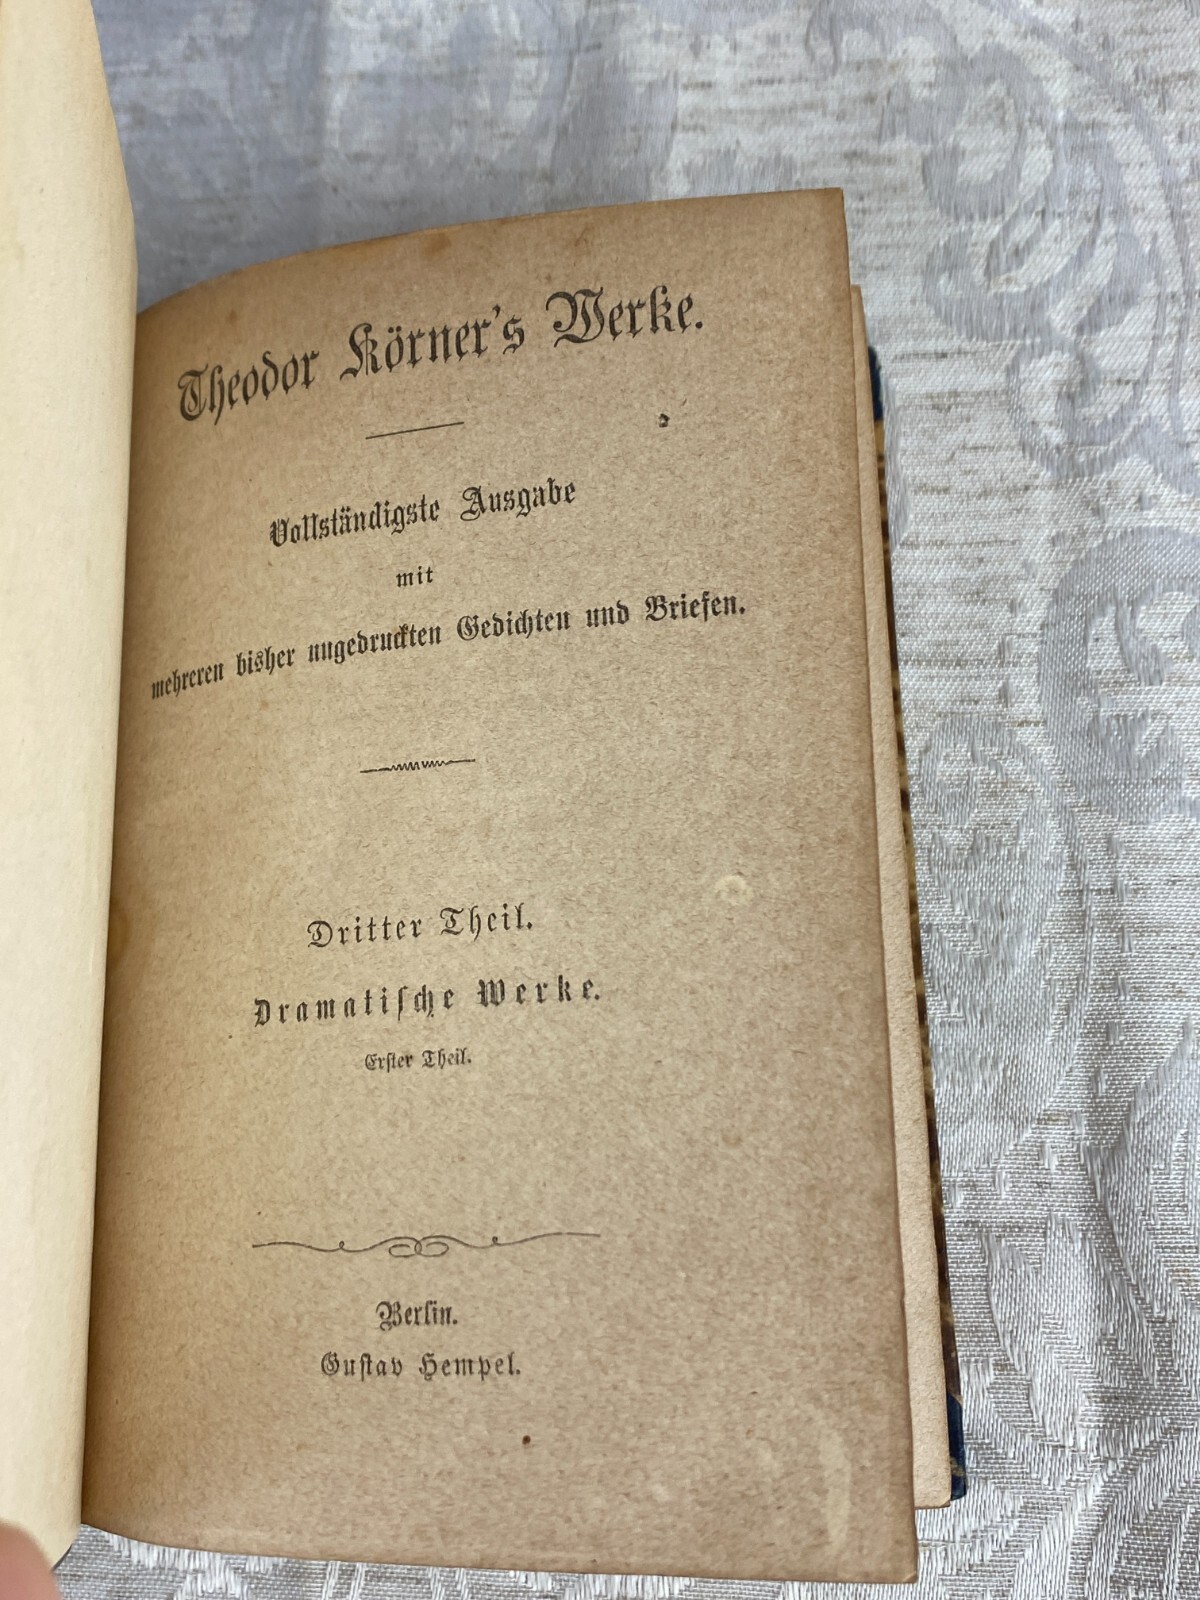 Theodor Körner's Werke.
Vollständigste Ausgabe
mit
mehreren bisher ungedruckten Gedichten und Briefen.
Dritter Theil.
Dramatiſche Werke.
Erſter Theil.
Berlin.
Guſtav Hempel.